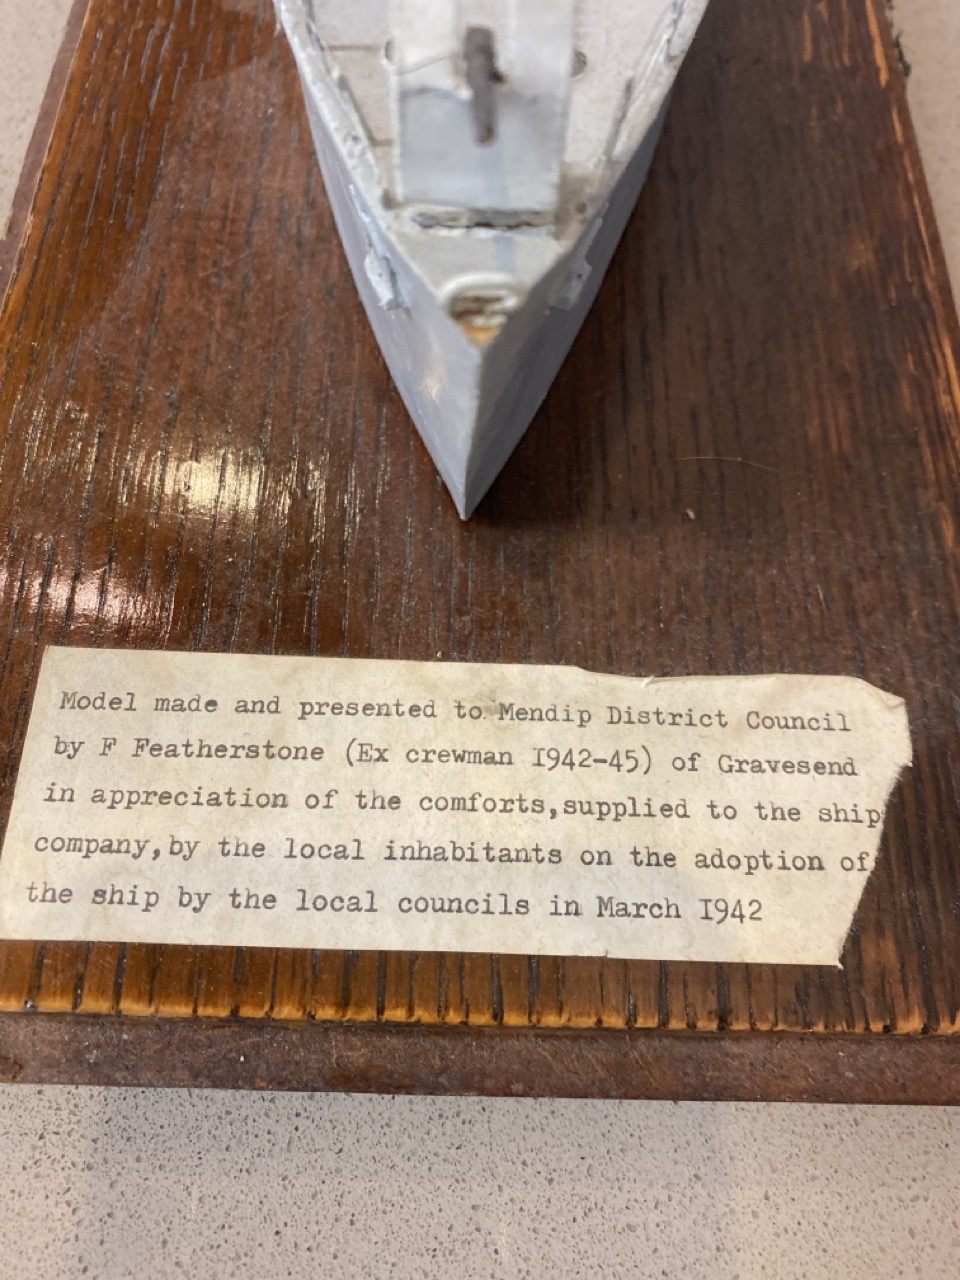 Model made and presented to Mendip District Council
by F Featherstone (Ex crewman I942-45) of Gravesend
in appreciation of the comforts,supplied to the ship
company,by the local inhabitants on the adoption of
the ship by the local councils in March I942